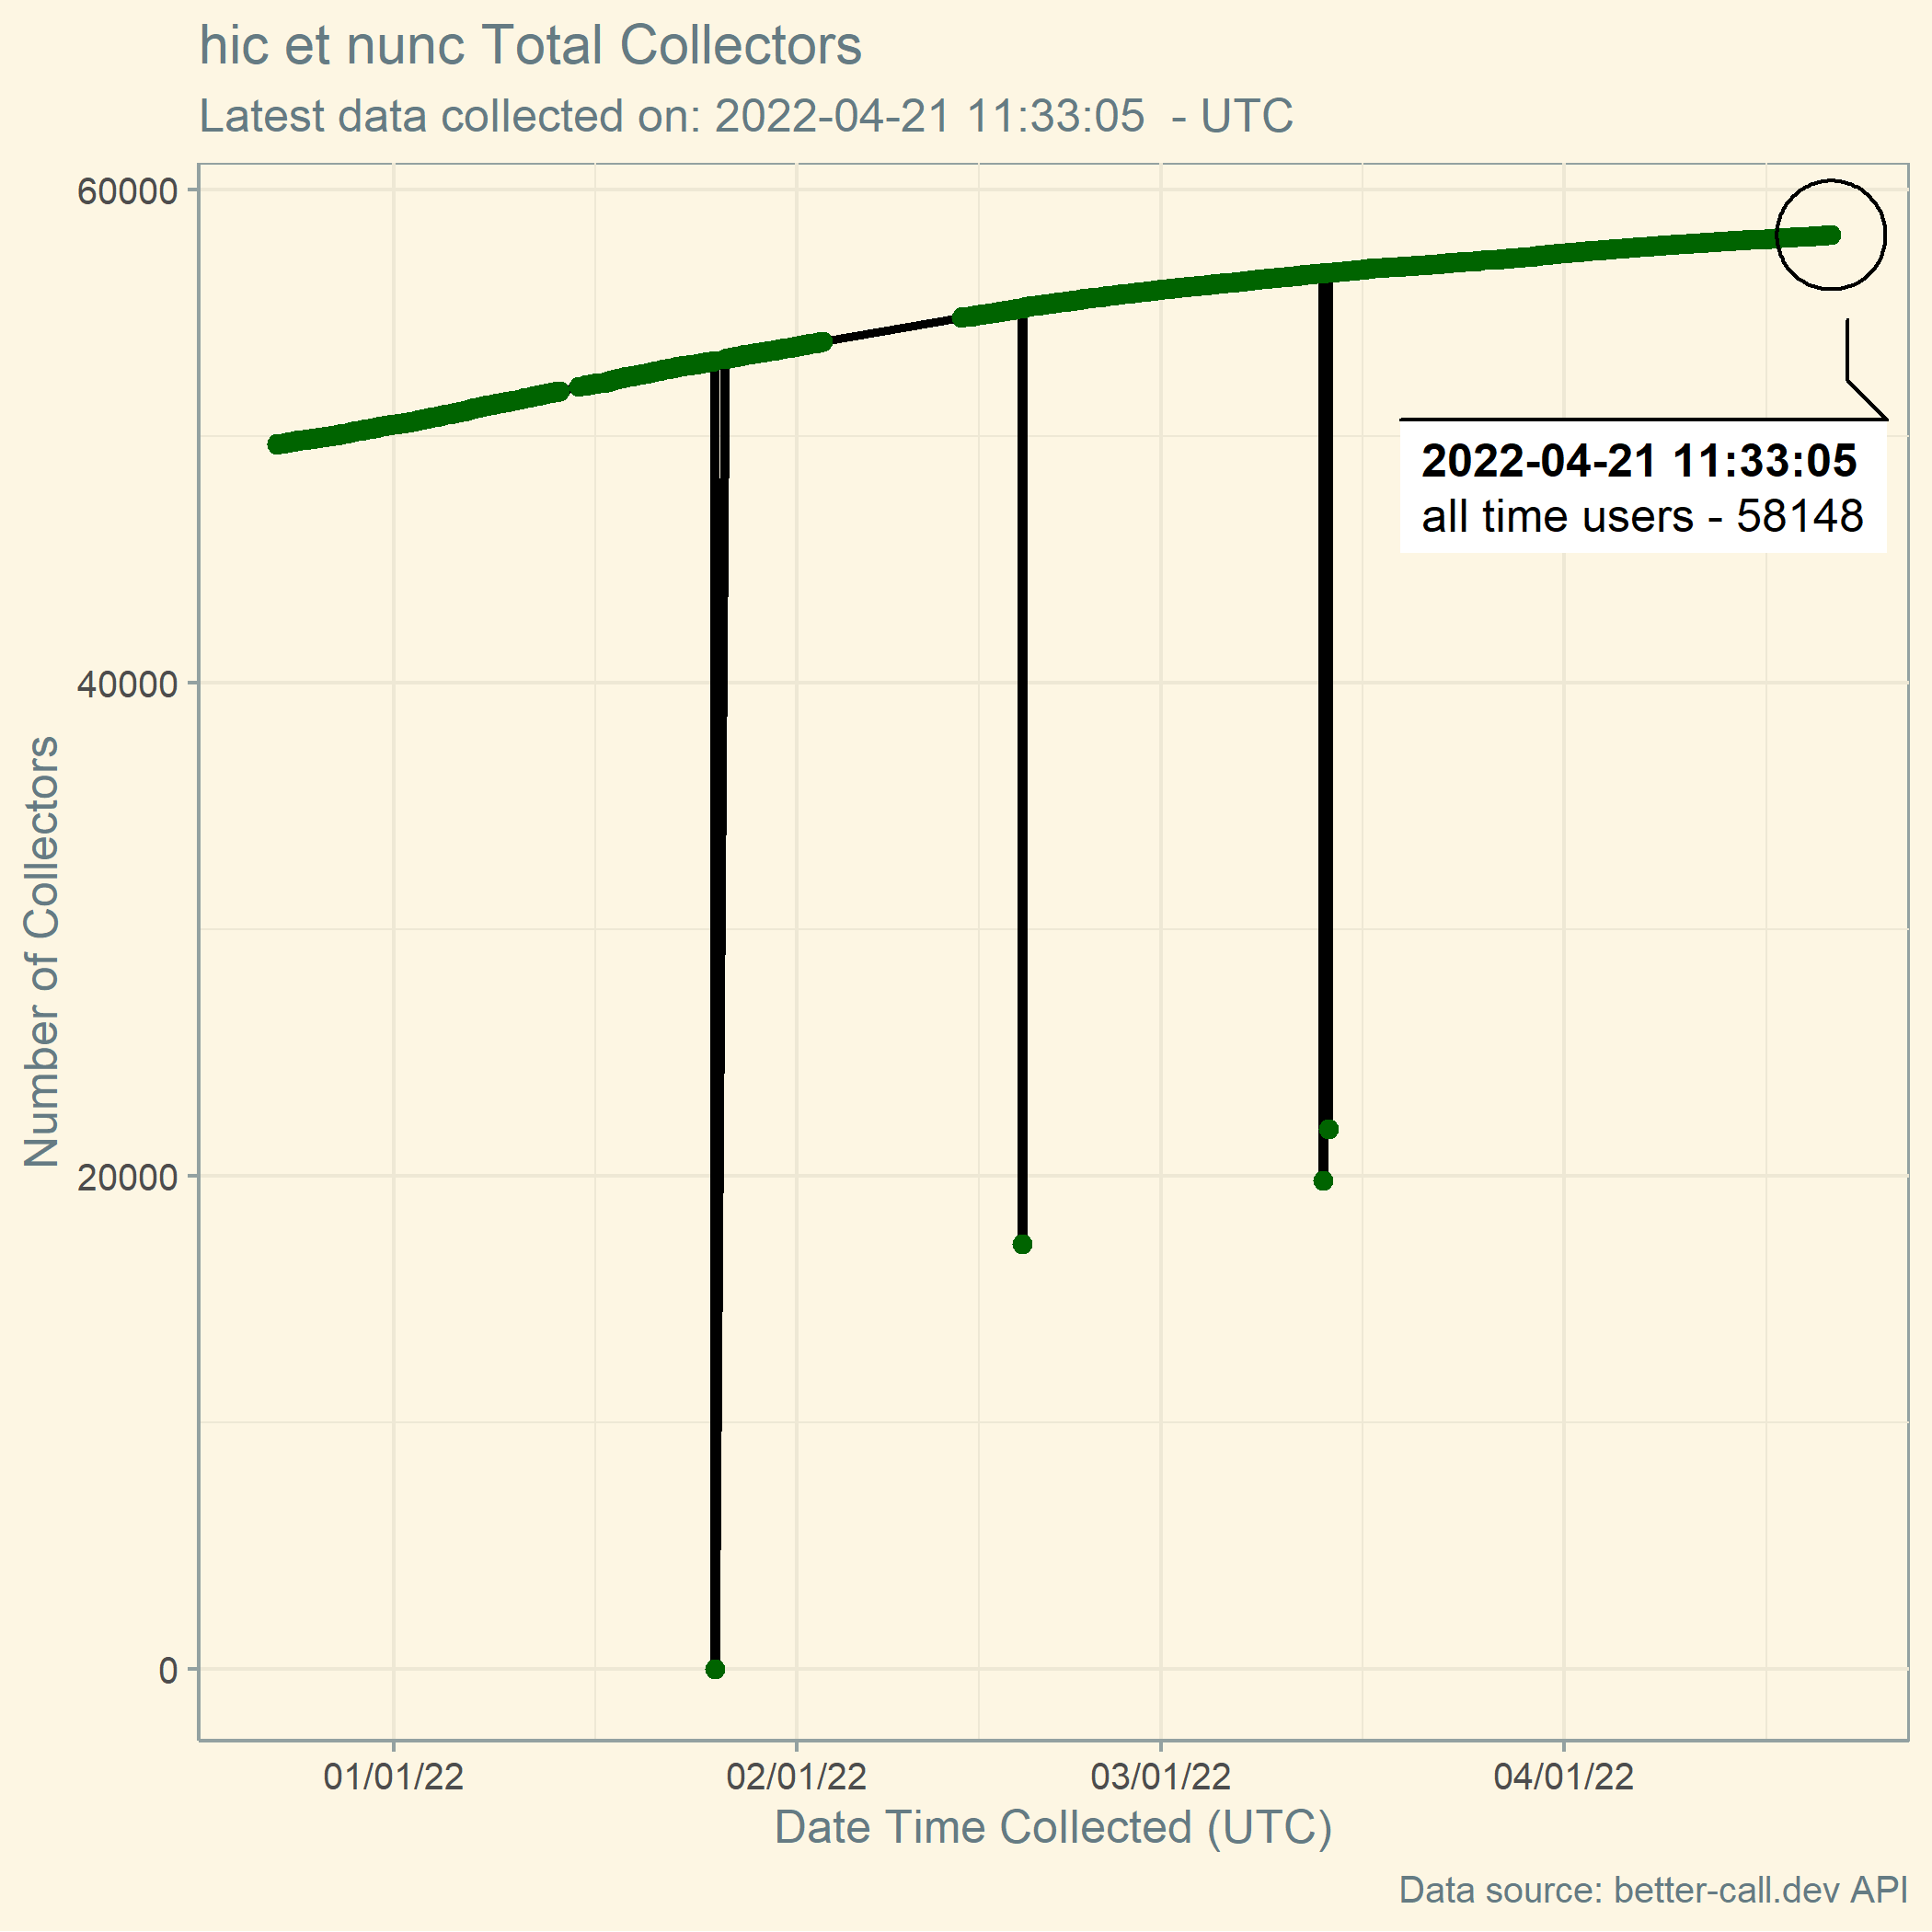 hic et nunc Total Collectors
Latest data collected on: 2022-04-21 11:33:05  - UTC
60000
40000
20000
0
Number of Collectors
2022-04-21 11:33:05
all time users - 58148
01/01/22
02/01/22
03/01/22
04/01/22
Date Time Collected (UTC)
Data source: better-call.dev API